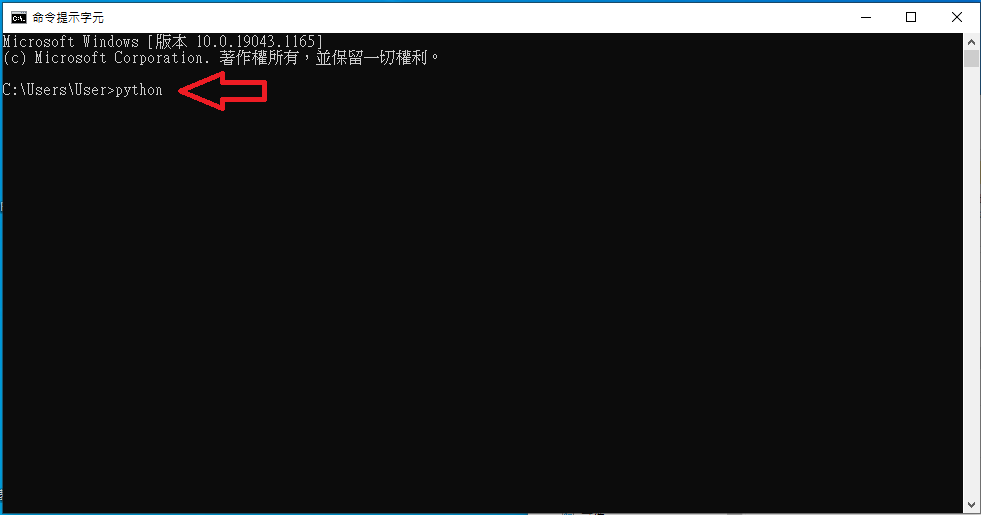 命令提示字元
Microsoft Windows [版本 10.0.19043.1165]
(c) Microsoft Corporation. 著作權所有，並保留一切權利。
C:\Users\User>python